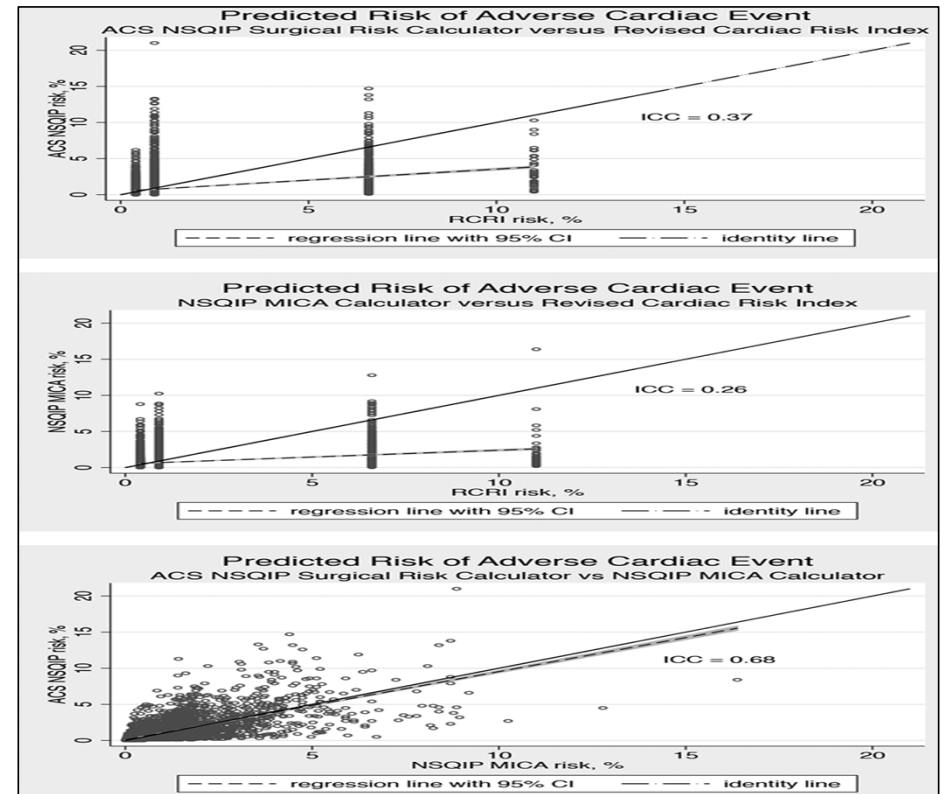 Predicted Risk of Adverse Cardiac Event
ACS NSQIP Surgical Risk Calculator versus Revised Cardiac Risk Index
ACS NSQIP risk, %
20
15
10
5
0
ICC = 0.37
0 5 10 15 20
RCRI risk, %
regression line with 95% CI identity line
Predicted Risk of Adverse Cardiac Event
NSQIP MICA Calculator versus Revised Cardiac Risk Index
NSQIP MICA risk, %
20
15
10
5
0
ICC = 0.26
0 5 10 15 20
RCRI risk, %
regression line with 95% CI identity line
Predicted Risk of Adverse Cardiac Event
ACS NSQIP Surgical Risk Calculator vs NSQIP MICA Calculator
ACS NSQIP risk, %
20
15
10
5
0
ICC = 0.68
0 5 10 15 20
NSQIP MICA risk, %
regression line with 95% CI identity line